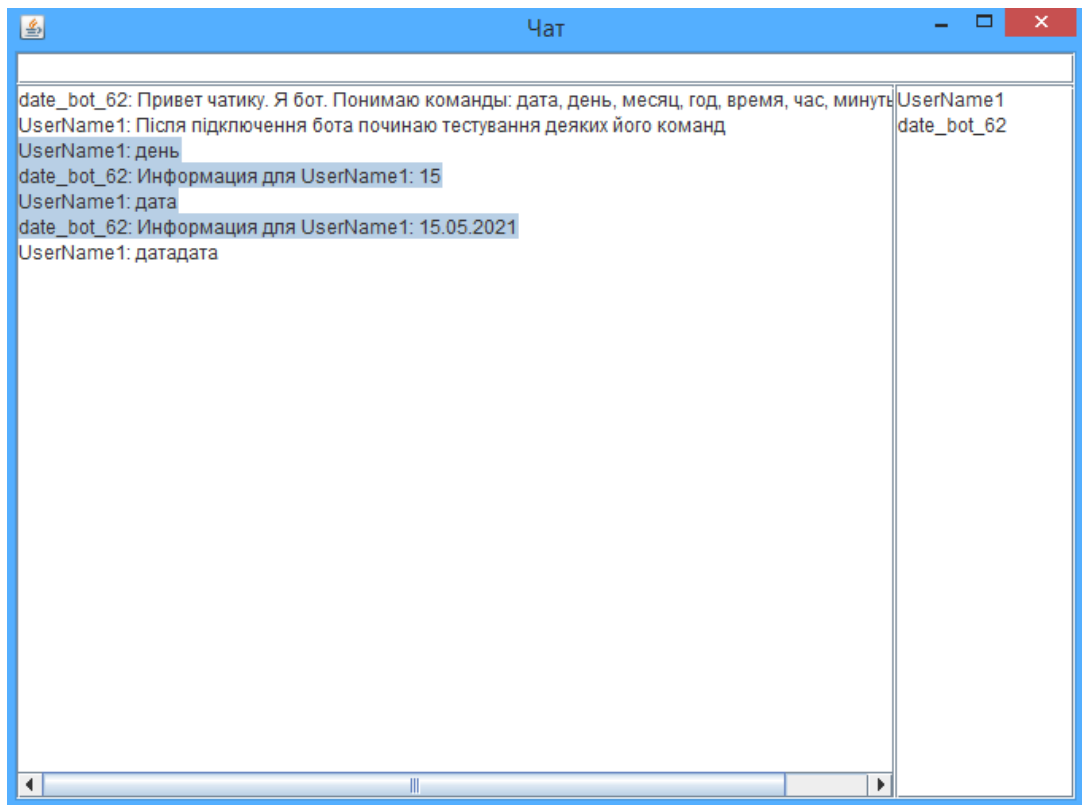 Чат
date_bot_62: Привет чатику. Я бот. Понимаю команды: дата, день, месяц, год, время, час, минуты
UserName1: Після підключення бота починаю тестування деяких його команд
UserName1: день
date_bot_62: Информация для UserName1: 15
UserName1: дата
date_bot_62: Информация для UserName1: 15.05.2021
UserName1: датадата
UserName1
date_bot_62